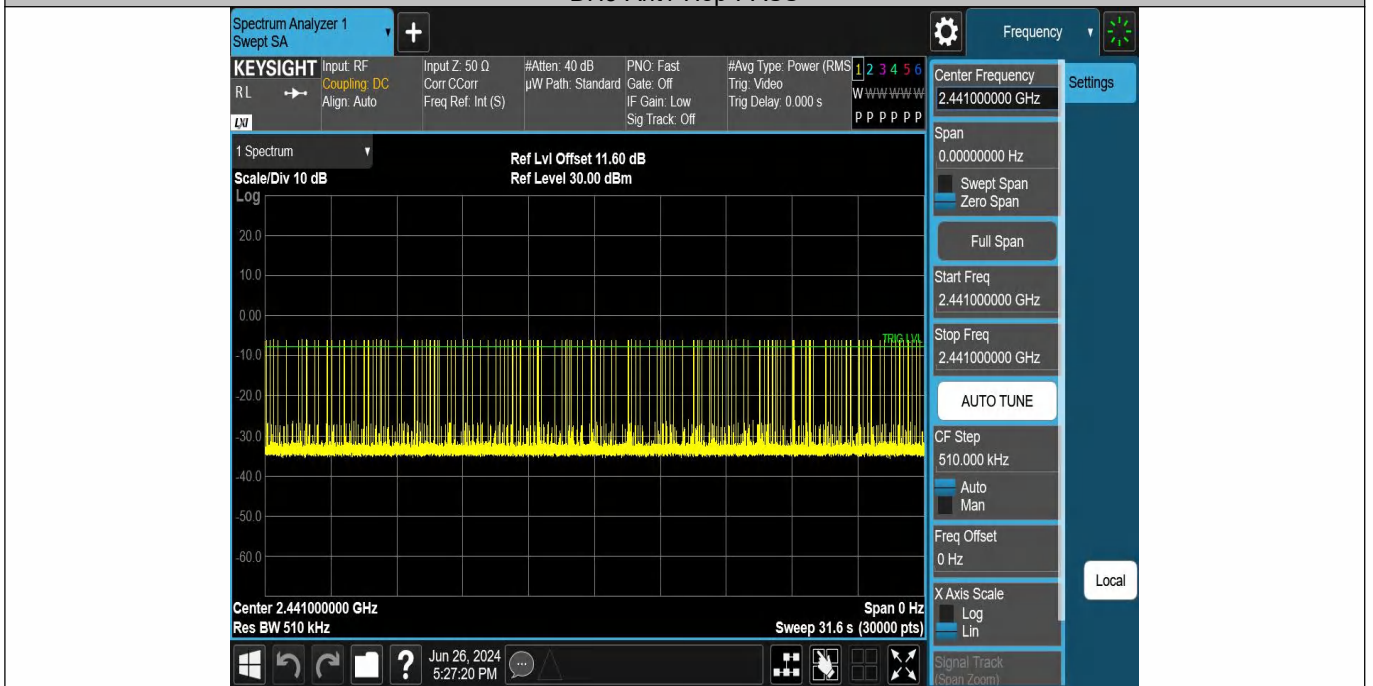 Spectrum Analyzer 1
Swept SA
Frequency
KEYSIGHT
RL
LXI
Input: RF
Coupling: DC
Align: Auto
Input Z: 50 Ω
Corr CCorr
Freq Ref: Int (S)
#Atten: 40 dB
µW Path: Standard
PNO: Fast
Gate: Off
IF Gain: Low
Sig Track: Off
#Avg Type: Power (RMS
Trig: Video
Trig Delay: 0.000 s
1 2 3 4 5 6
W W W W W W
P P P P P P
1 Spectrum
Scale/Div 10 dB
Ref Lvl Offset 11.60 dB
Ref Level 30.00 dBm
Log
20.0
10.0
0.00
-10.0
-20.0
-30.0
-40.0
-50.0
-60.0
TRIG LVL
Center 2.441000000 GHz
Res BW 510 kHz
Span 0 Hz
Sweep 31.6 s (30000 pts)
Center Frequency
2.441000000 GHz
Settings
Span
0.00000000 Hz
Swept Span
Zero Span
Full Span
Start Freq
2.441000000 GHz
Stop Freq
2.441000000 GHz
AUTO TUNE
CF Step
510.000 kHz
Auto
Man
Freq Offset
0 Hz
X Axis Scale
Log
Lin
Signal Track
(Span Zoom)
Local
?
Jun 26, 2024
5:27:20 PM